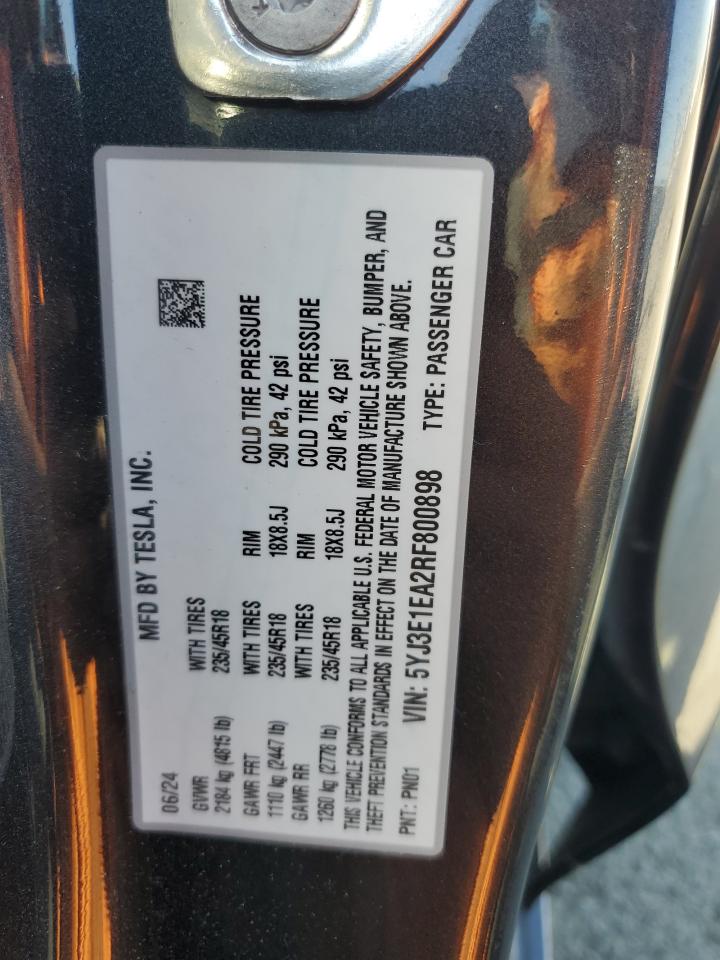 MFD BY TESLA, INC.
06/24
GVWR WITH TIRES
2184 kg (4815 lb) 235/45R18
GAWR FRT WITH TIRES RIM COLD TIRE PRESSURE
1110 kg (2447 lb) 235/45R18 18X8.5J 290 kPa, 42 psi
GAWR RR WITH TIRES RIM COLD TIRE PRESSURE
1260 kg (2778 lb) 235/45R18 18X8.5J 290 kPa, 42 psi
THIS VEHICLE CONFORMS TO ALL APPLICABLE U.S. FEDERAL MOTOR VEHICLE SAFETY, BUMPER, AND
THEFT PREVENTION STANDARDS IN EFFECT ON THE DATE OF MANUFACTURE SHOWN ABOVE.
PNT: PN01 VIN: 5YJ3E1EA2RF800898 TYPE: PASSENGER CAR